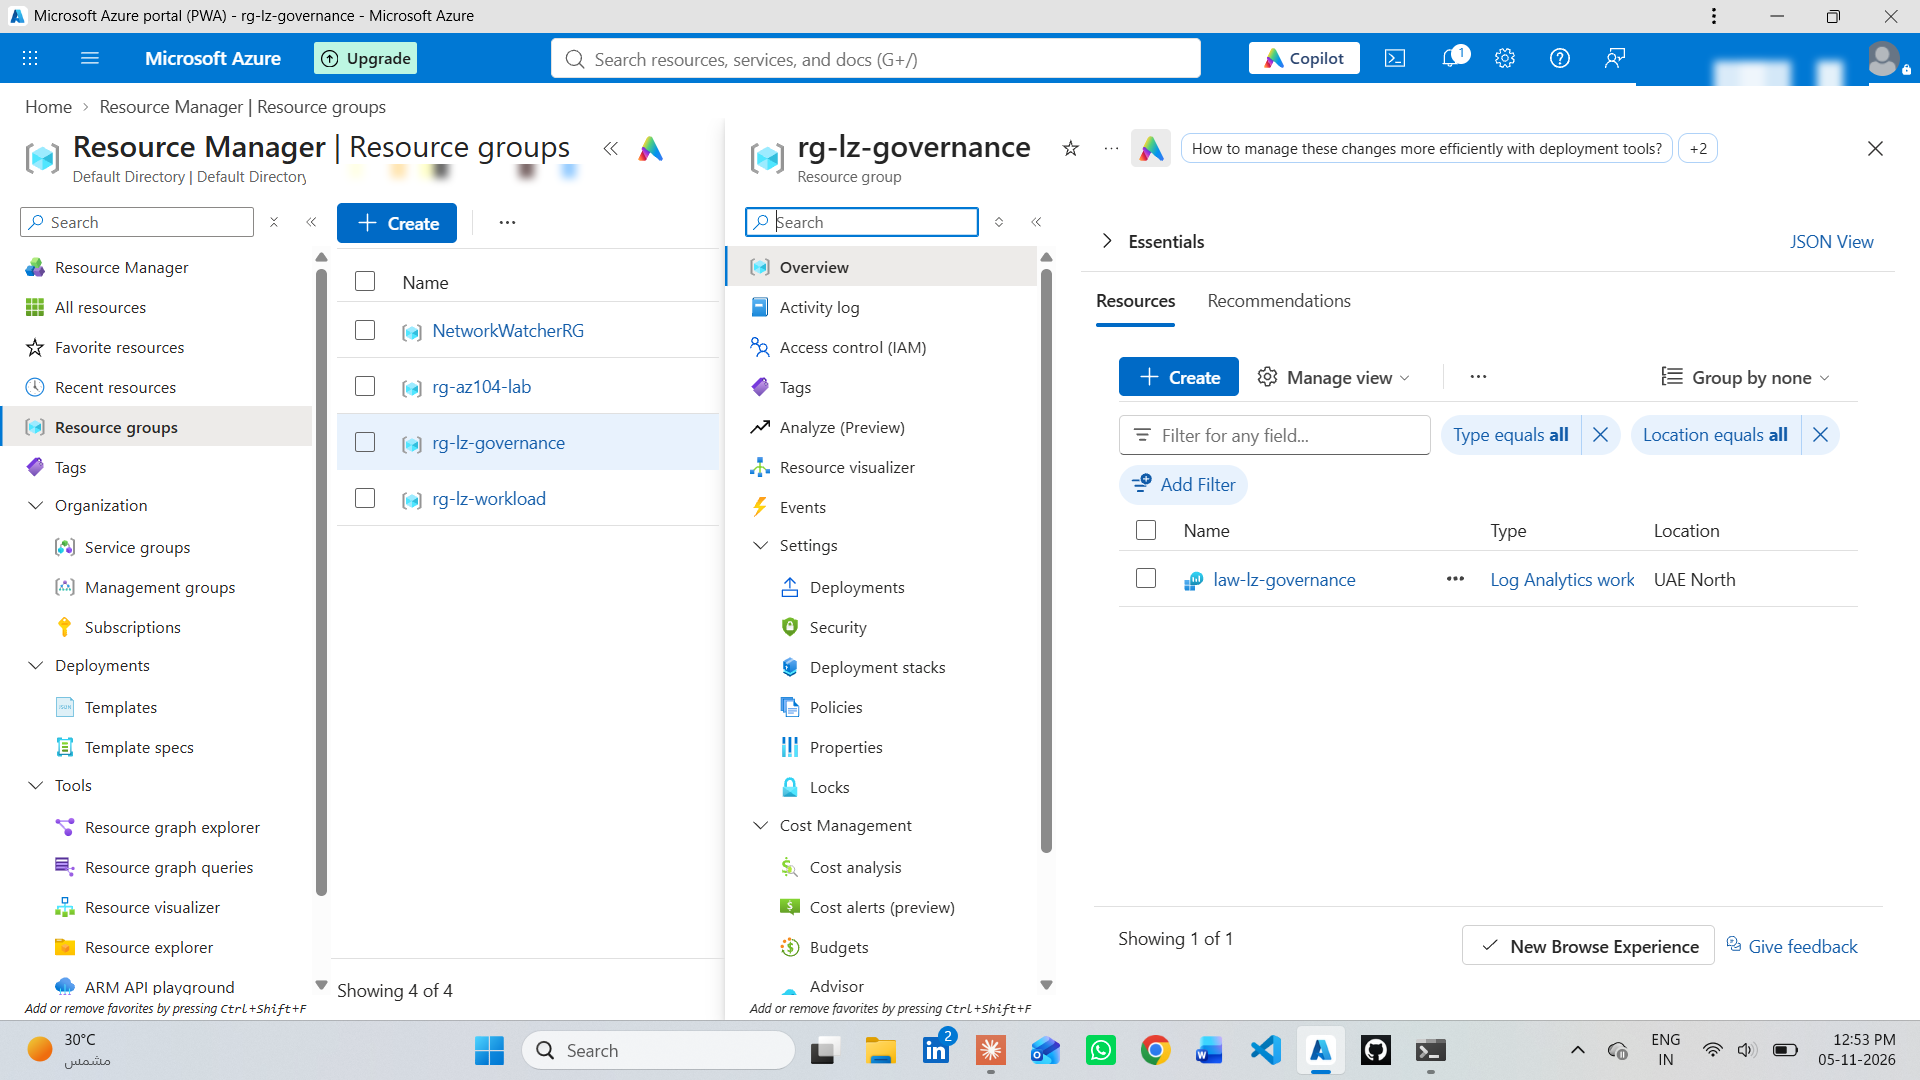 Microsoft Azure portal (PWA) - rg-lz-governance - Microsoft Azure
Microsoft Azure
Upgrade
Search resources, services, and docs (G+/)
Copilot
1
Home > Resource Manager | Resource groups
Resource Manager | Resource groups
Default Directory | Default Directory
Search
Resource Manager
All resources
Favorite resources
Recent resources
Resource groups
Tags
Organization
Service groups
Management groups
Subscriptions
Deployments
Templates
Template specs
Tools
Resource graph explorer
Resource graph queries
Resource visualizer
Resource explorer
ARM API playground
Add or remove favorites by pressing Ctrl+Shift+F
Create
Name
NetworkWatcherRG
rg-az104-lab
rg-lz-governance
rg-lz-workload
Showing 4 of 4
rg-lz-governance
Resource group
How to manage these changes more efficiently with deployment tools?
+2
Search
Overview
Activity log
Access control (IAM)
Tags
Analyze (Preview)
Resource visualizer
Events
Settings
Deployments
Security
Deployment stacks
Policies
Properties
Locks
Cost Management
Cost analysis
Cost alerts (preview)
Budgets
Advisor
Add or remove favorites by pressing Ctrl+Shift+F
Essentials
JSON View
Resources Recommendations
Create Manage view Group by none
Filter for any field... Type equals all Location equals all
Add Filter
Name Type Location
law-lz-governance Log Analytics work UAE North
Showing 1 of 1
New Browse Experience Give feedback
30°C
مشمس
Search
2
ENG
IN
12:53 PM
05-11-2026